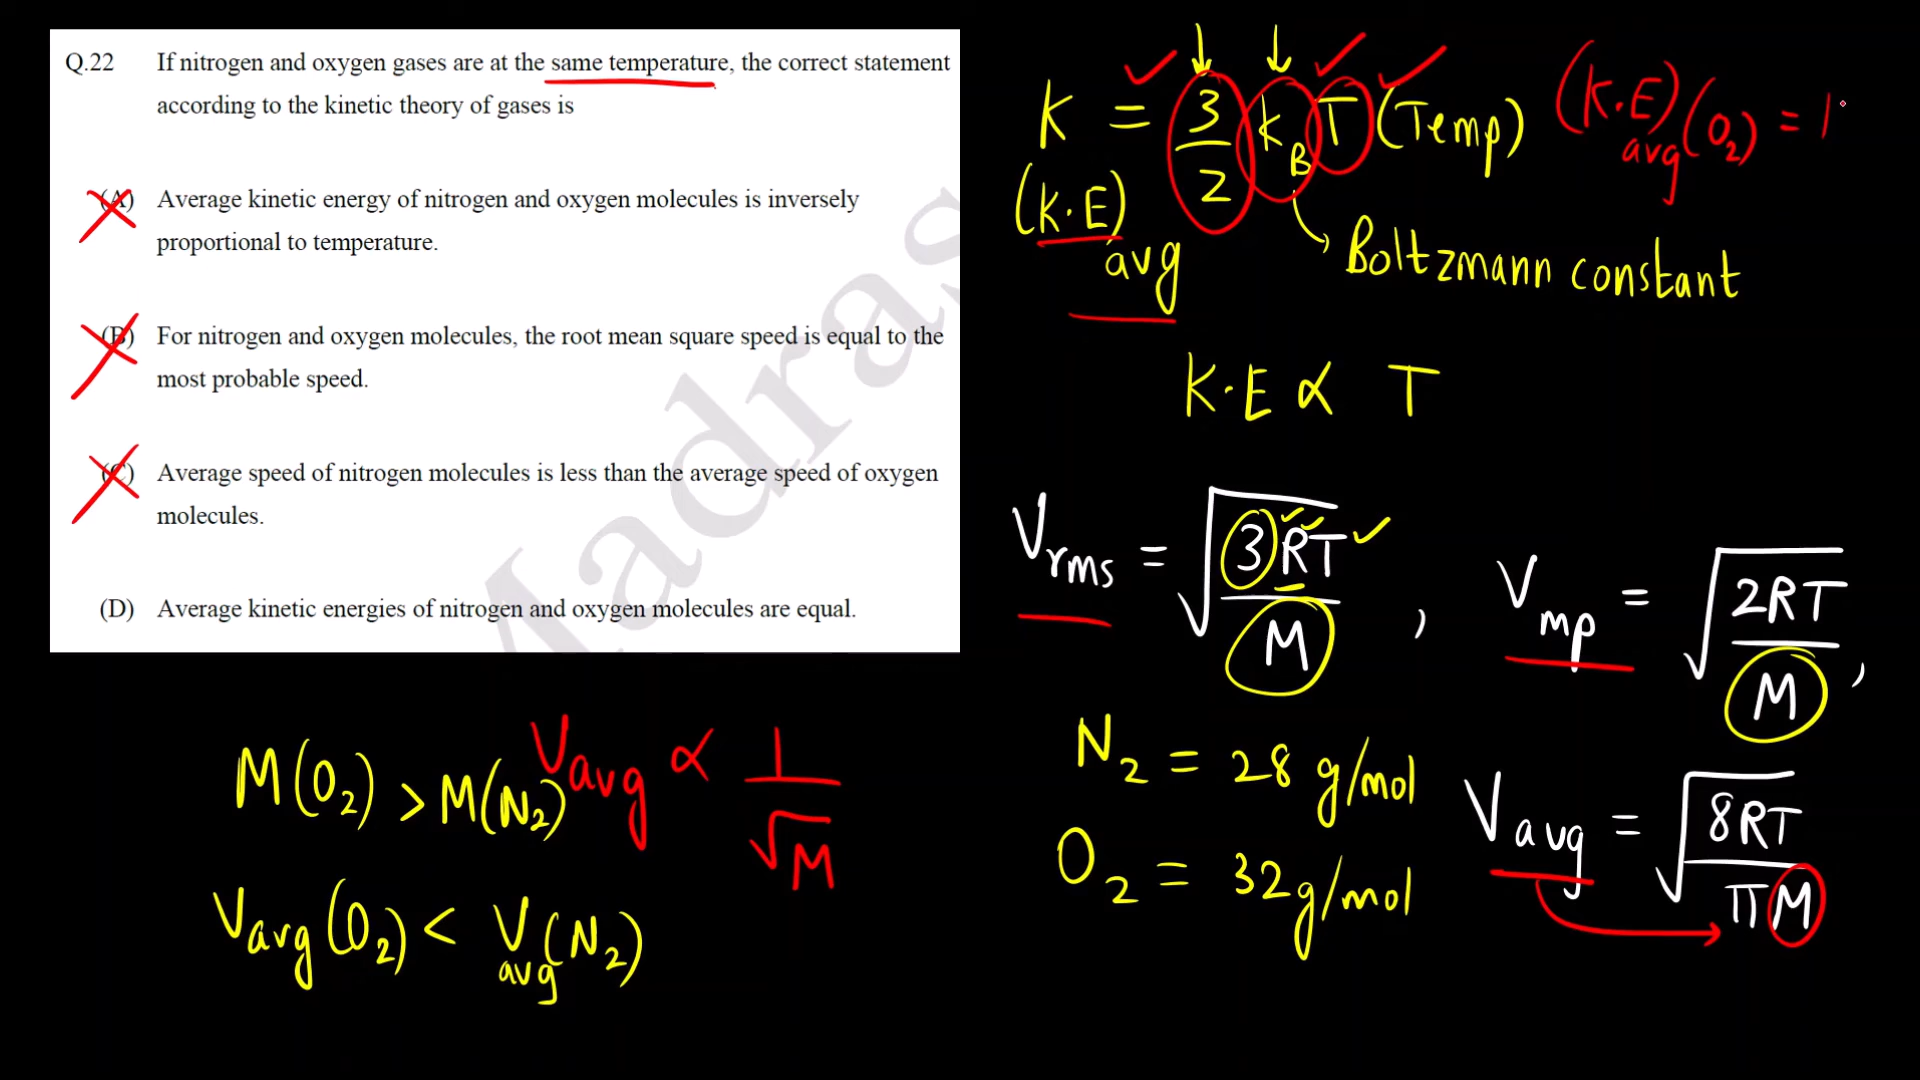 Q.22 If nitrogen and oxygen gases are at the same temperature, the correct statement
according to the kinetic theory of gases is
(A) Average kinetic energy of nitrogen and oxygen molecules is inversely
proportional to temperature.
(B) For nitrogen and oxygen molecules, the root mean square speed is equal to the
most probable speed.
(C) Average speed of nitrogen molecules is less than the average speed of oxygen
molecules.
(D) Average kinetic energies of nitrogen and oxygen molecules are equal.
Madras
K = 3/2 k_B T (Temp)
(K.E)avg
Boltzmann constant
(K.E)avg (O₂) =
K.E ∝ T
Vrms = √(3RT/M) , Vmp = √(2RT/M) ,
N₂ = 28 g/mol
O₂ = 32 g/mol
Vavg = √(8RT/πM)
M(O₂) > M(N₂)
Vavg ∝ 1/√M
Vavg (O₂) < Vavg (N₂)